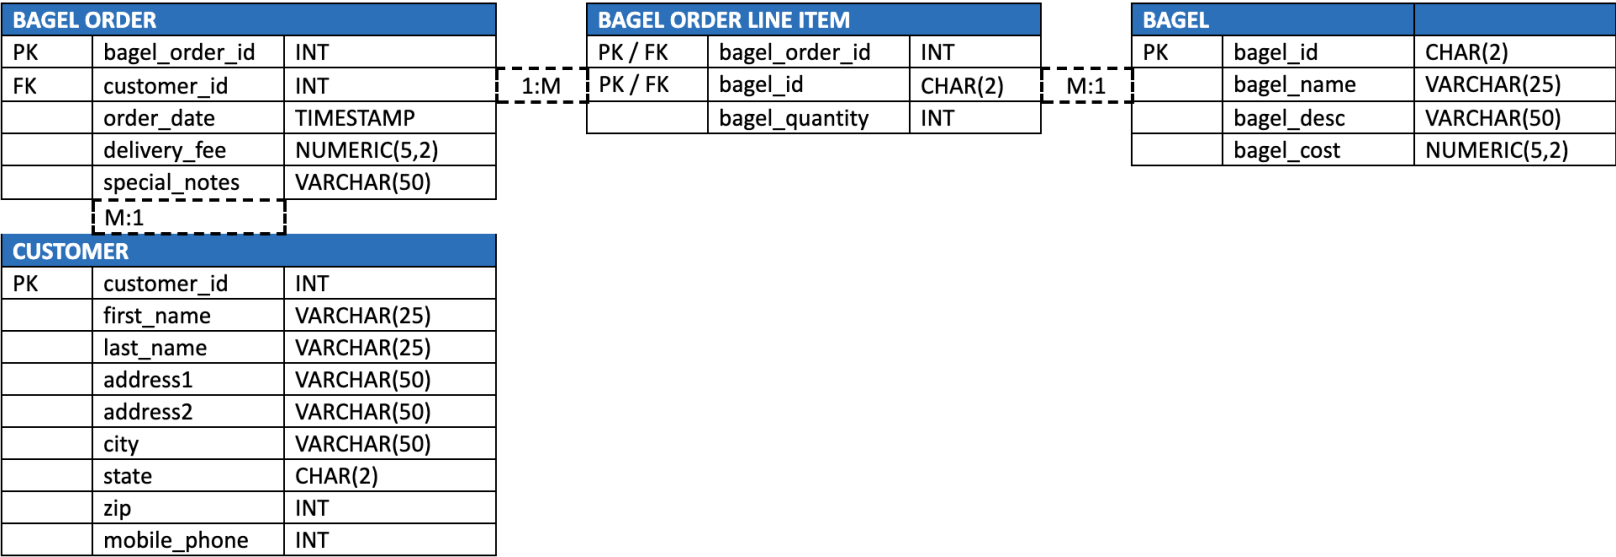 BAGEL ORDER
PK bagel_order_id INT
FK customer_id INT
order_date TIMESTAMP
delivery_fee NUMERIC(5,2)
special_notes VARCHAR(50)
1:M
BAGEL ORDER LINE ITEM
PK / FK bagel_order_id INT
PK / FK bagel_id CHAR(2)
bagel_quantity INT
M:1
BAGEL
PK bagel_id CHAR(2)
bagel_name VARCHAR(25)
bagel_desc VARCHAR(50)
bagel_cost NUMERIC(5,2)
M:1
CUSTOMER
PK customer_id INT
first_name VARCHAR(25)
last_name VARCHAR(25)
address1 VARCHAR(50)
address2 VARCHAR(50)
city VARCHAR(50)
state CHAR(2)
zip INT
mobile_phone INT